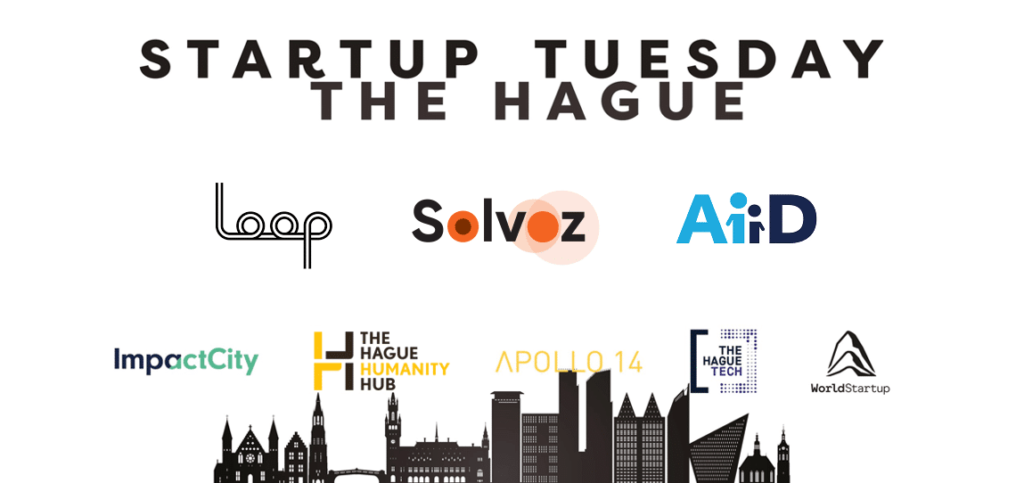 STARTUP TUESDAY
THE HAGUE
Loop
Solvoz
AiiD
ImpactCity
THE
HAGUE
HUMANITY
HUB
APOLLO 14
THE
HAGUE
TECH
WorldStartup